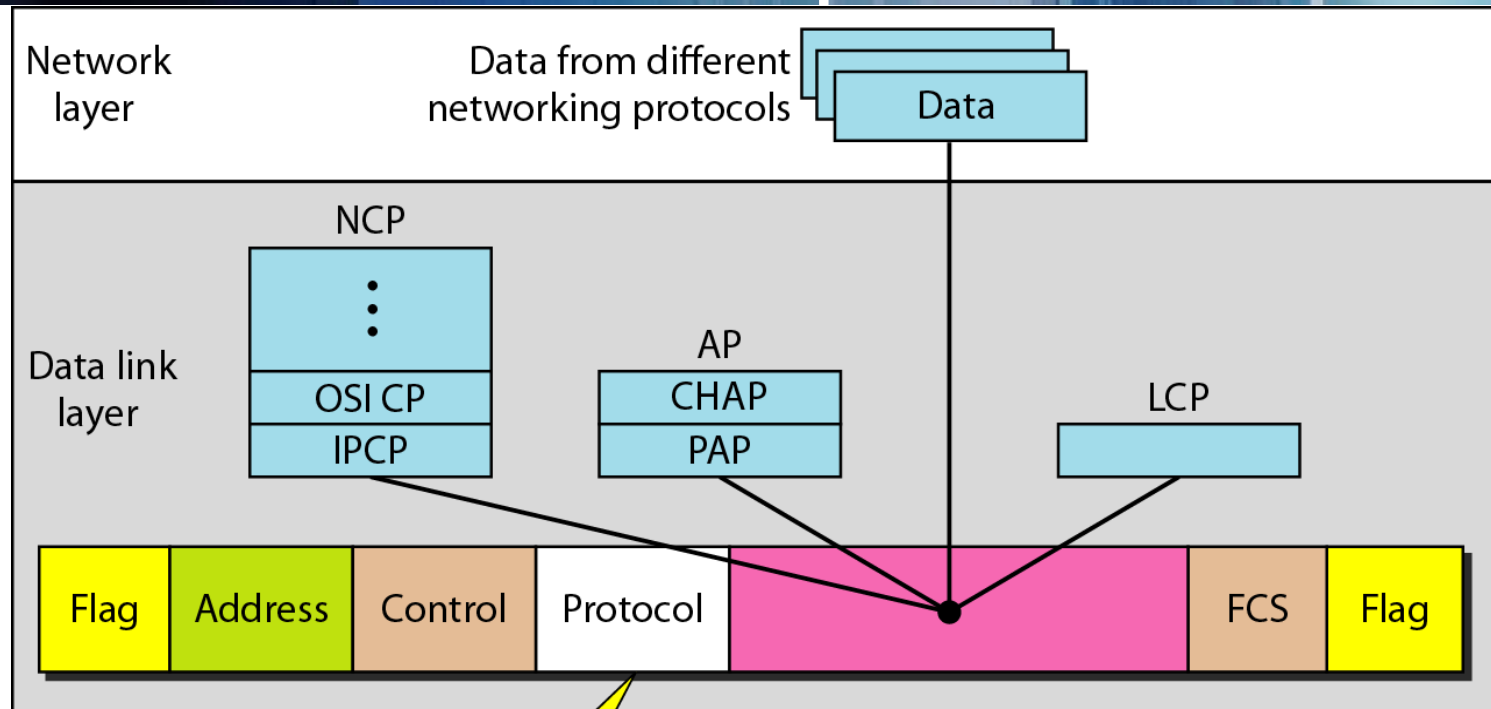 Network
layer
Data from different
networking protocols
Data
NCP
Data link
layer
OSI CP
IPCP
AP
CHAP
PAP
LCP
Flag
Address
Control
Protocol
FCS
Flag